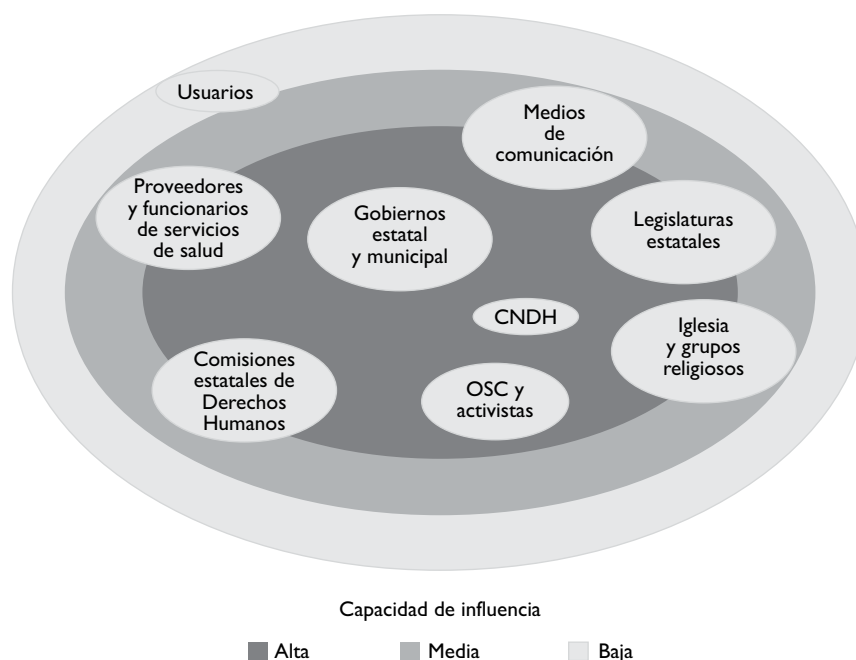 Usuarios
Medios
de
comunicación
Proveedores
y funcionarios
de servicios
de salud
Gobiernos
estatal
y municipal
Legislaturas
estatales
CNDH
Iglesia
y grupos
religiosos
Comisiones
estatales de
Derechos
Humanos
OSC y
activistas
Capacidad de influencia
Alta
Media
Baja